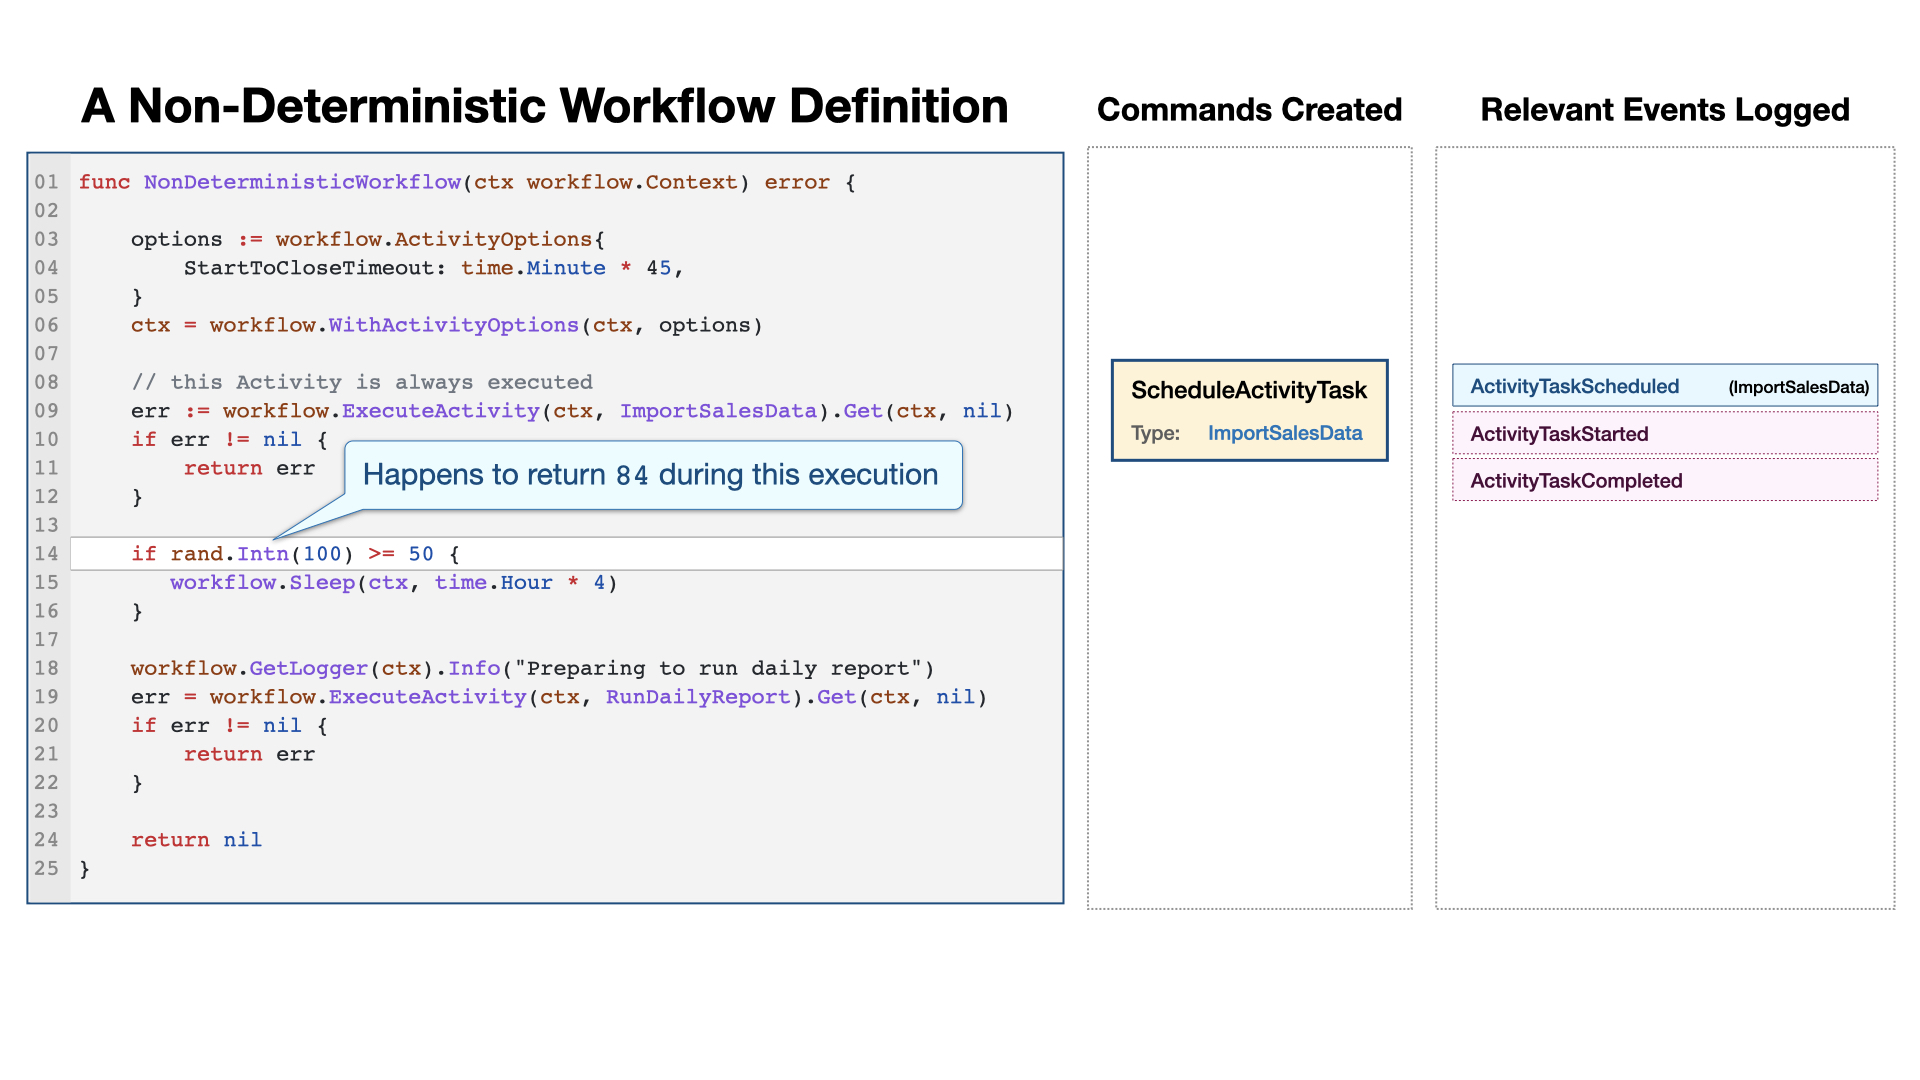 A Non-Deterministic Workflow Definition
01 func NonDeterministicWorkflow(ctx workflow.Context) error {
02
03     options := workflow.ActivityOptions{
04         StartToCloseTimeout: time.Minute * 45,
05     }
06     ctx = workflow.WithActivityOptions(ctx, options)
07
08     // this Activity is always executed
09     err := workflow.ExecuteActivity(ctx, ImportSalesData).Get(ctx, nil)
10     if err != nil {
11         return err
12     }
Happens to return 84 during this execution
13
14     if rand.Intn(100) >= 50 {
15        workflow.Sleep(ctx, time.Hour * 4)
16     }
17
18     workflow.GetLogger(ctx).Info("Preparing to run daily report")
19     err = workflow.ExecuteActivity(ctx, RunDailyReport).Get(ctx, nil)
20     if err != nil {
21         return err
22     }
23
24     return nil
25 }
Commands Created
ScheduleActivityTask
Type: ImportSalesData
Relevant Events Logged
ActivityTaskScheduled (ImportSalesData)
ActivityTaskStarted
ActivityTaskCompleted